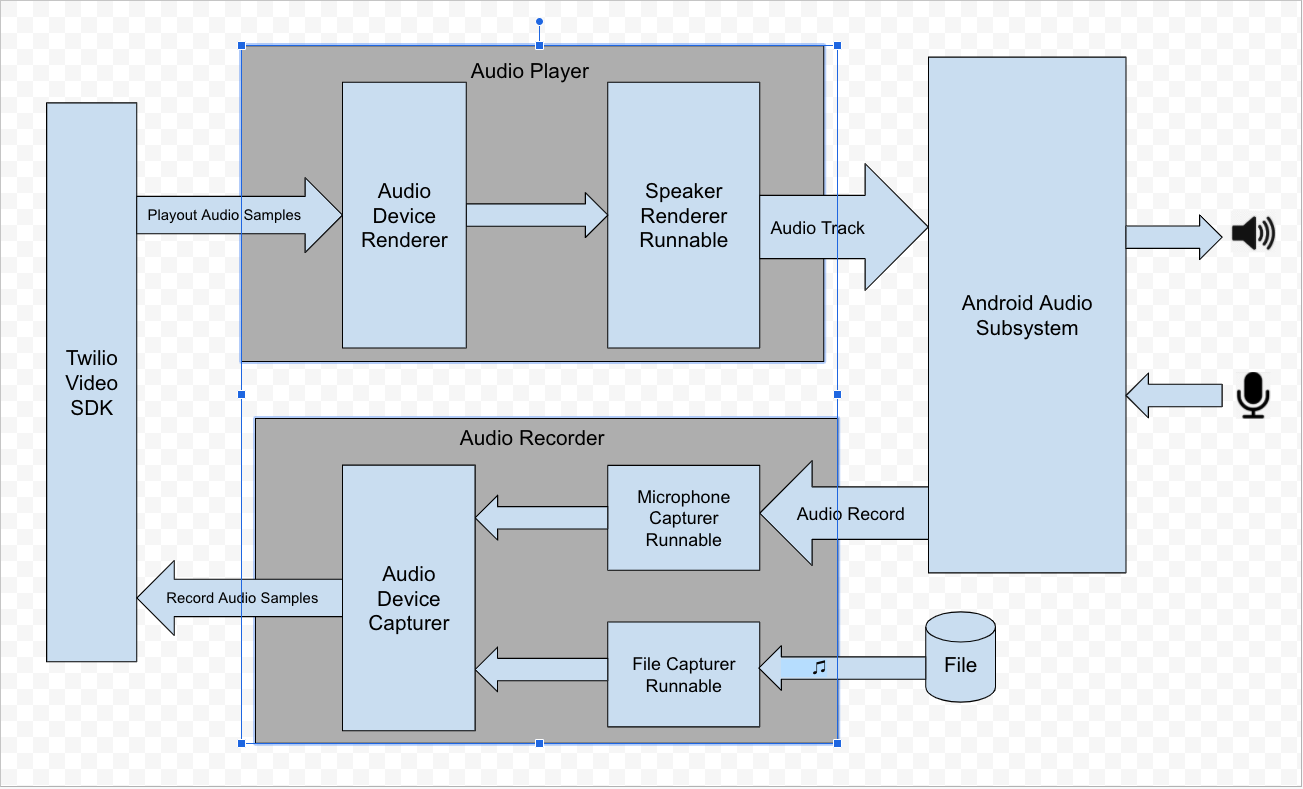 Audio Player
Twilio
Video
SDK
Playout Audio Samples
Audio
Device
Renderer
Speaker
Renderer
Runnable
Audio Track
Android Audio
Subsystem
Audio Recorder
Record Audio Samples
Audio
Device
Capturer
Microphone
Capturer
Runnable
Audio Record
File Capturer
Runnable
♫
File